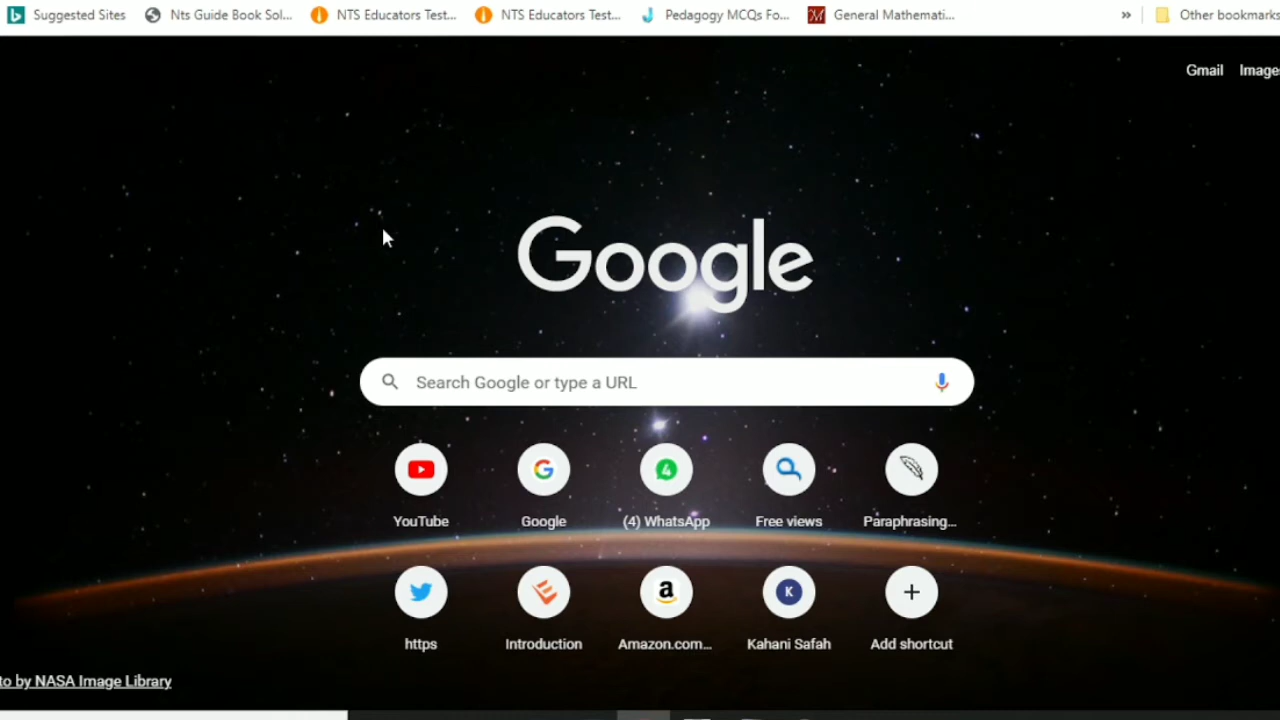 Suggested Sites Nts Guide Book Sol... NTS Educators Test... NTS Educators Test... Pedagogy MCQs Fo... General Mathemati... » Other bookmarks
Gmail Images
Google
Search Google or type a URL
YouTube Google (4) WhatsApp Free views Paraphrasing...
https Introduction Amazon.com... Kahani Safah Add shortcut
to by NASA Image Library